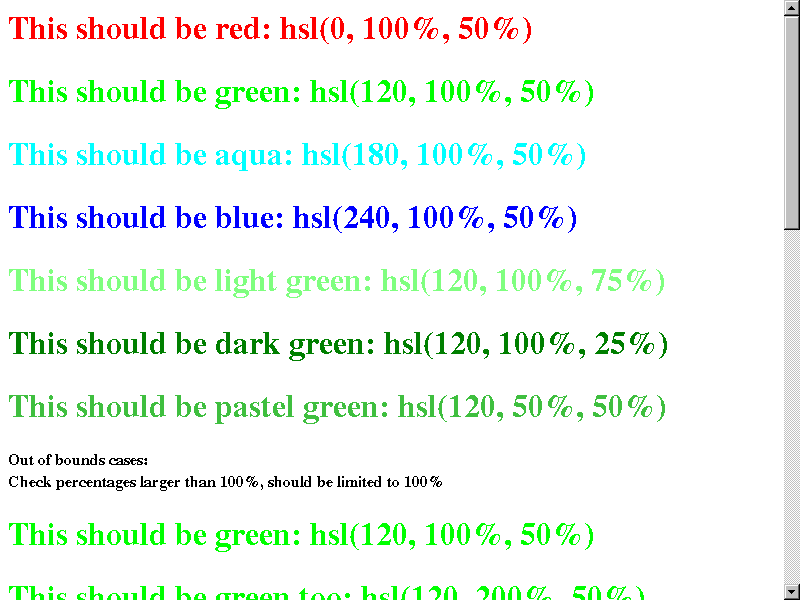 This should be red: hsl(0, 100%, 50%)
This should be green: hsl(120, 100%, 50%)
This should be aqua: hsl(180, 100%, 50%)
This should be blue: hsl(240, 100%, 50%)
This should be light green: hsl(120, 100%, 75%)
This should be dark green: hsl(120, 100%, 25%)
This should be pastel green: hsl(120, 50%, 50%)
Out of bounds cases:
Check percentages larger than 100%, should be limited to 100%
This should be green: hsl(120, 100%, 50%)
This should be green too: hsl(120, 200%, 50%)